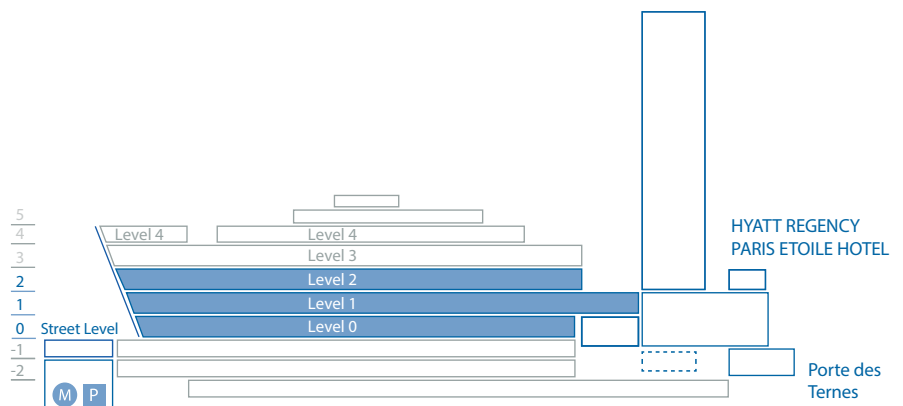 5
4
3
2
1
0
-1
-2
Street Level
M P
Level 4
Level 4
Level 3
Level 2
Level 1
Level 0
HYATT REGENCY
PARIS ETOILE HOTEL
Porte des
Ternes